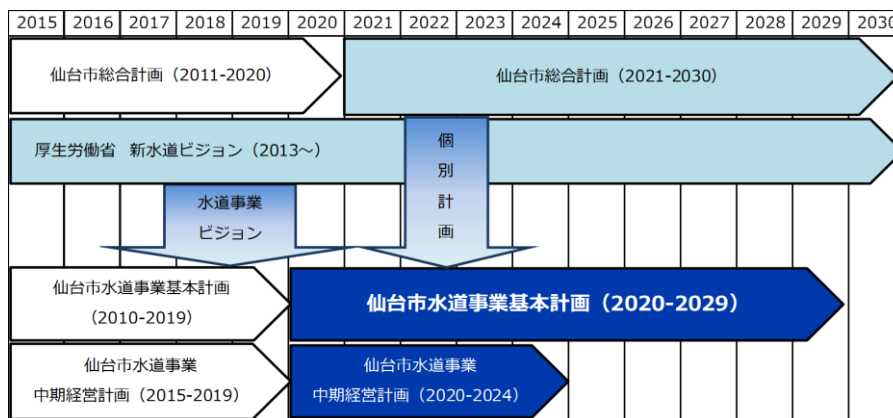 2015 2016 2017 2018 2019 2020 2021 2022 2023 2024 2025 2026 2027 2028 2029 2030
仙台市総合計画（2011-2020）
仙台市総合計画（2021-2030）
厚生労働省　新水道ビジョン（2013～）
水道事業
ビジョン
個
別
計
画
仙台市水道事業基本計画
（2010-2019）
仙台市水道事業基本計画（2020-2029）
仙台市水道事業
中期経営計画（2015-2019）
仙台市水道事業
中期経営計画（2020-2024）